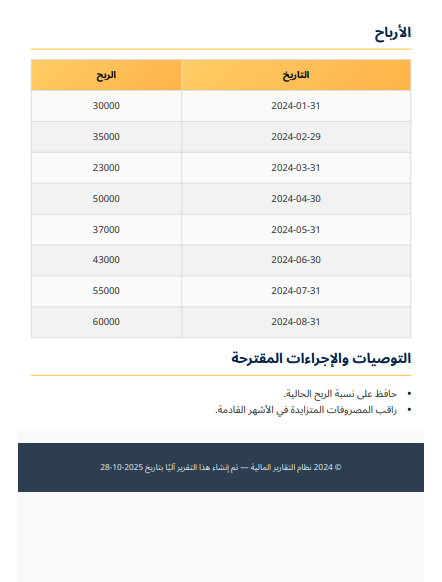 الأرباح
التاريخ الربح
2024-01-31 30000
2024-02-29 35000
2024-03-31 23000
2024-04-30 50000
2024-05-31 37000
2024-06-30 43000
2024-07-31 55000
2024-08-31 60000
التوصيات والإجراءات المقترحة
• حافظ على نسبة الربح الحالية.
• راقب المصروفات المتزايدة في الأشهر القادمة.
© 2024 نظام التقارير المالية — تم إنشاء هذا التقرير آليًا بتاريخ 2025-10-28